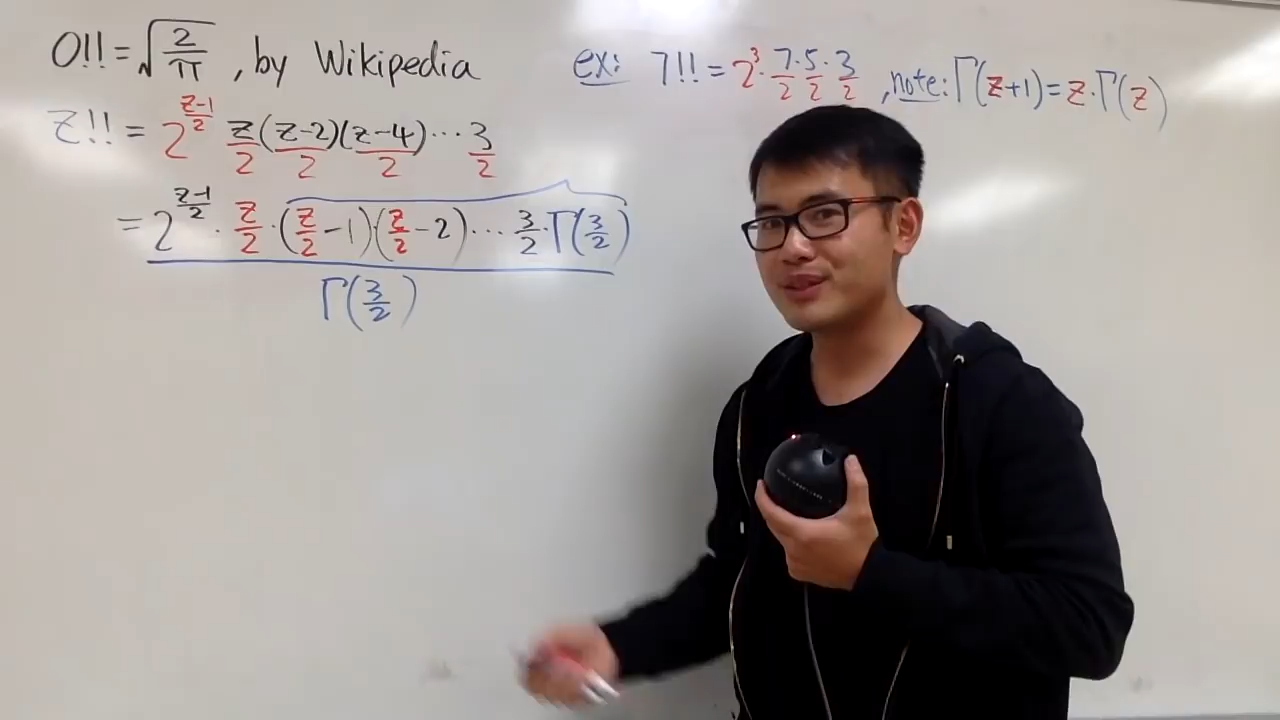 0!! = √(2/π) , by Wikipedia
ex: 7!! = 2³ · 7/2 · 5/2 · 3/2 , note: Γ(z+1) = z · Γ(z)
z!! = 2^((z-1)/2) z/2 (z-2)/2 (z-4)/2 ··· 3/2
= 2^((z-1)/2) · z/2 · (z/2 - 1)(z/2 - 2) ··· 3/2 · Γ(3/2)
Γ(3/2)